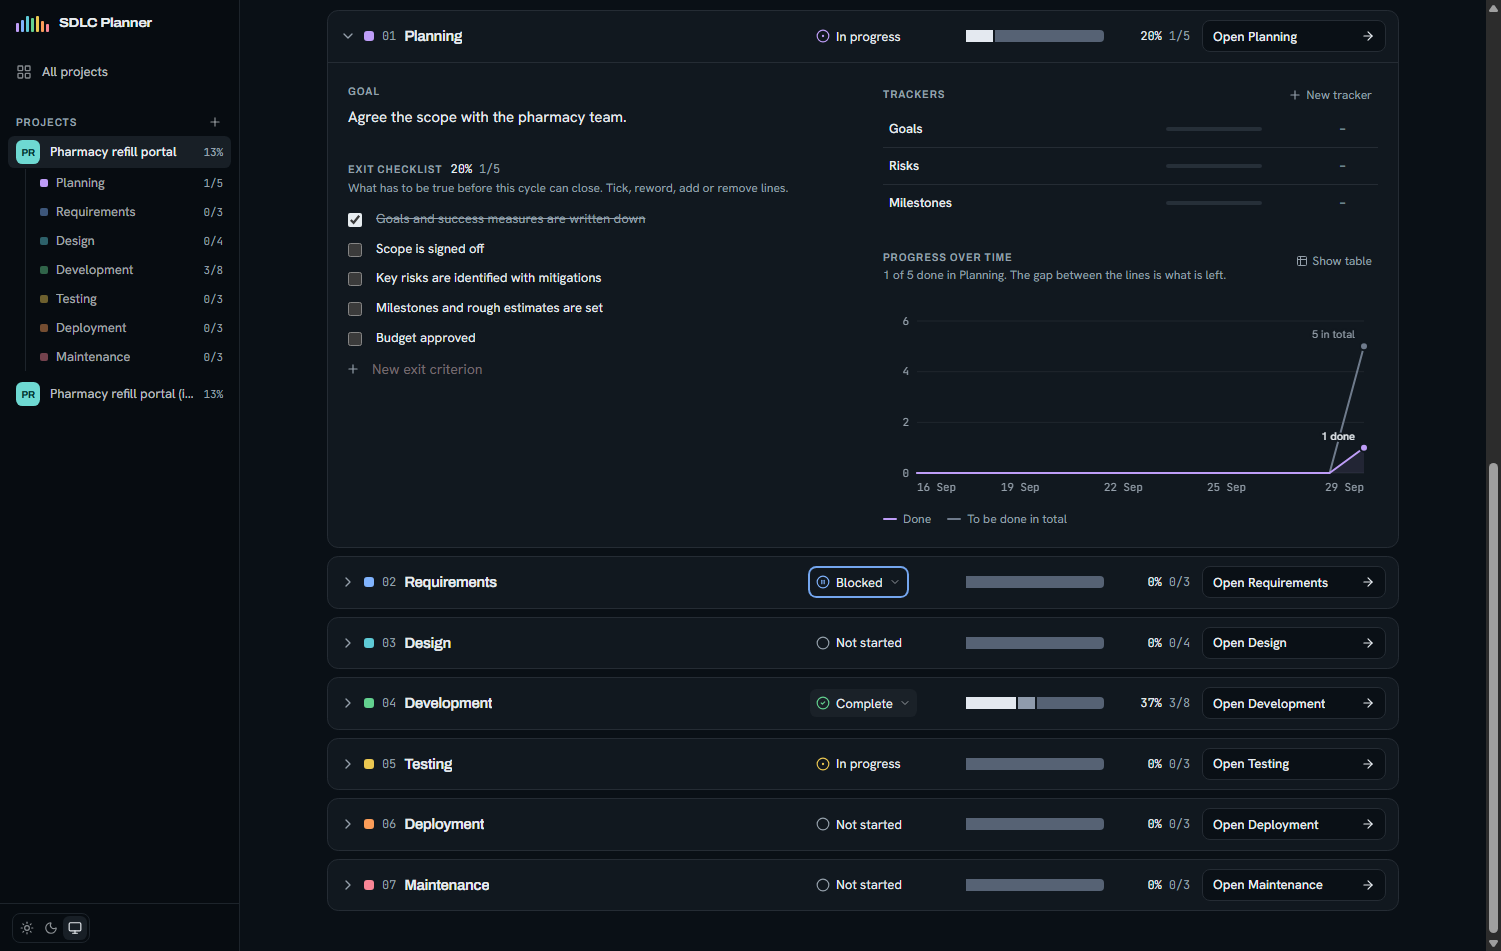 SDLC Planner
All projects
PROJECTS
PR Pharmacy refill portal 13%
Planning 1/5
Requirements 0/3
Design 0/4
Development 3/8
Testing 0/3
Deployment 0/3
Maintenance 0/3
PR Pharmacy refill portal (i... 13%
01 Planning In progress 20% 1/5 Open Planning
GOAL
Agree the scope with the pharmacy team.
EXIT CHECKLIST 20% 1/5
What has to be true before this cycle can close. Tick, reword, add or remove lines.
Goals and success measures are written down
Scope is signed off
Key risks are identified with mitigations
Milestones and rough estimates are set
Budget approved
New exit criterion
TRACKERS
New tracker
Goals –
Risks –
Milestones –
PROGRESS OVER TIME
Show table
1 of 5 done in Planning. The gap between the lines is what is left.
6
5 in total
4
2
1 done
0
16 Sep 19 Sep 22 Sep 25 Sep 29 Sep
Done To be done in total
02 Requirements Blocked 0% 0/3 Open Requirements
03 Design Not started 0% 0/4 Open Design
04 Development Complete 37% 3/8 Open Development
05 Testing In progress 0% 0/3 Open Testing
06 Deployment Not started 0% 0/3 Open Deployment
07 Maintenance Not started 0% 0/3 Open Maintenance